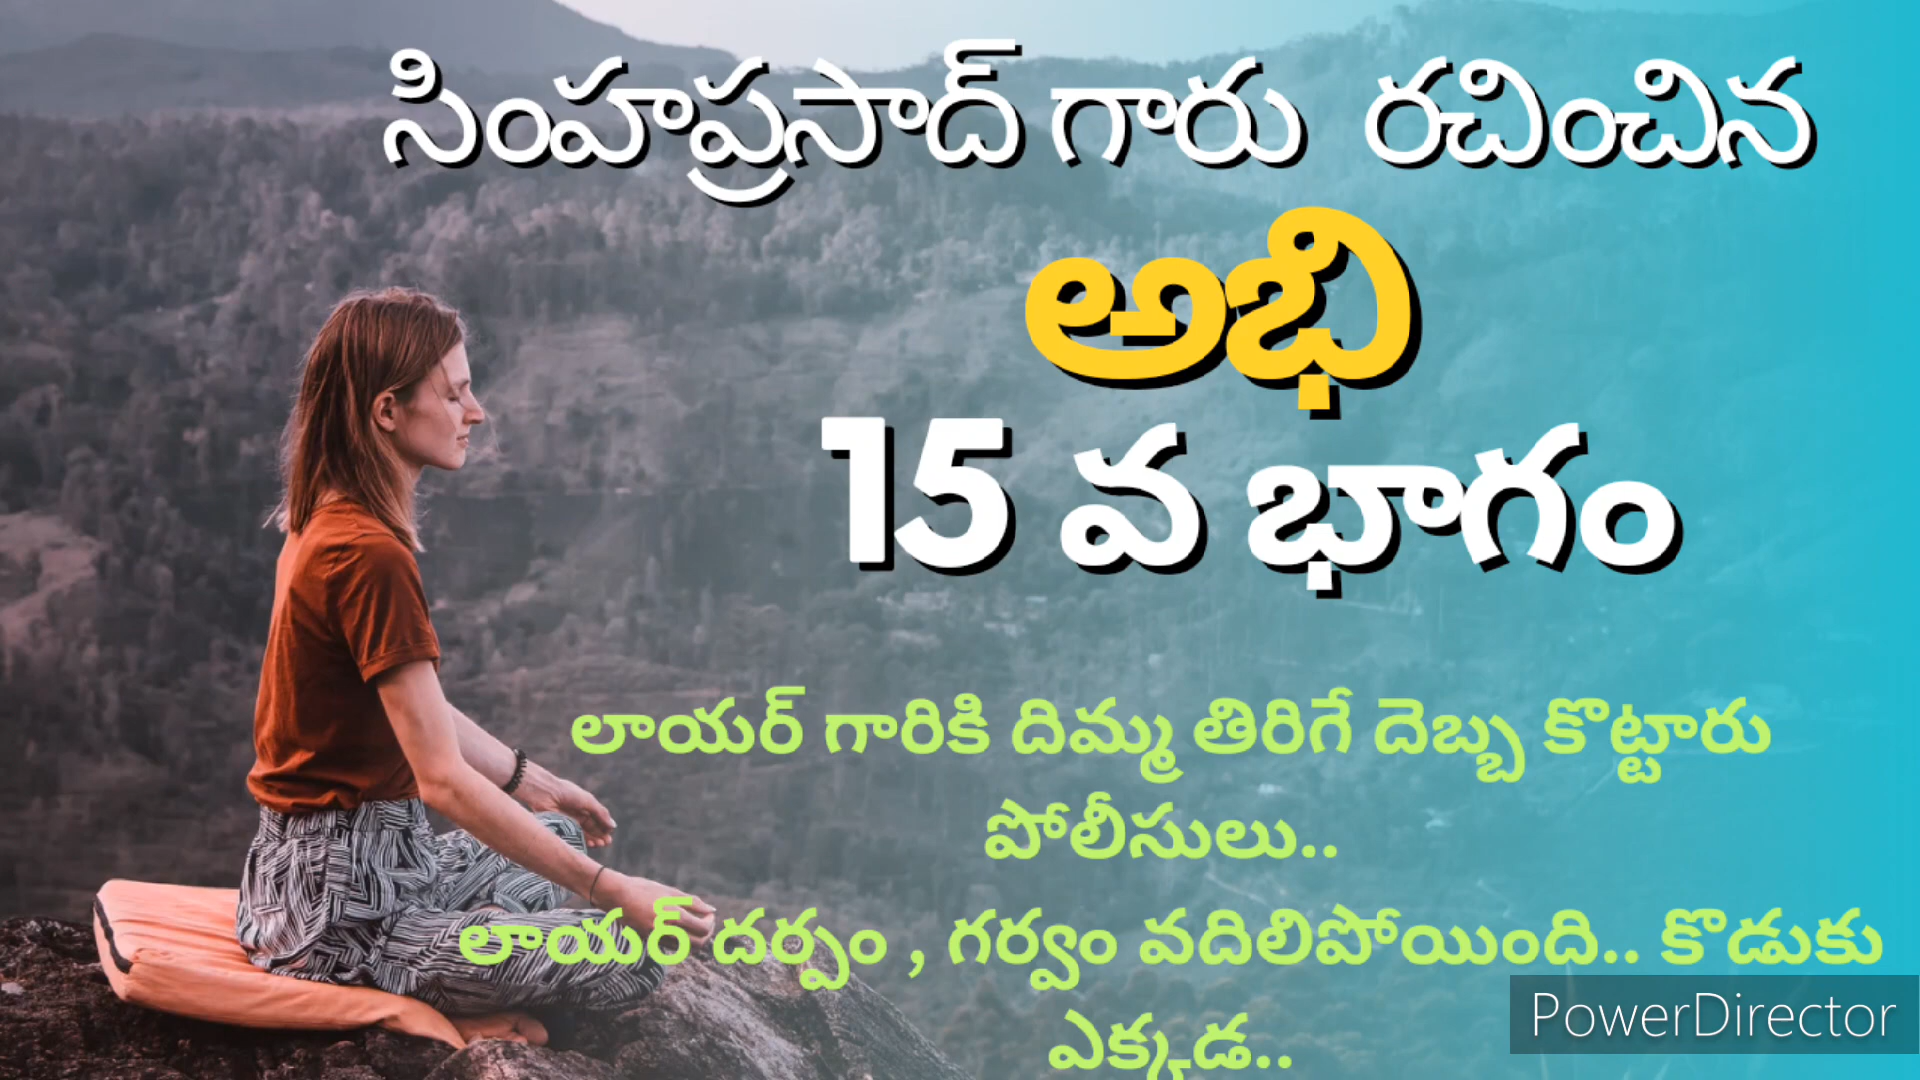 సింహప్రసాద్ గారు రచించిన
అభి
15 వ భాగం
లాయర్ గారికి దిమ్మ తిరిగే దెబ్బ కొట్టారు
పోలీసులు..
లాయర్ దర్పం , గర్వం వదిలిపోయింది.. కొడుకు
ఎక్కడ..
PowerDirector